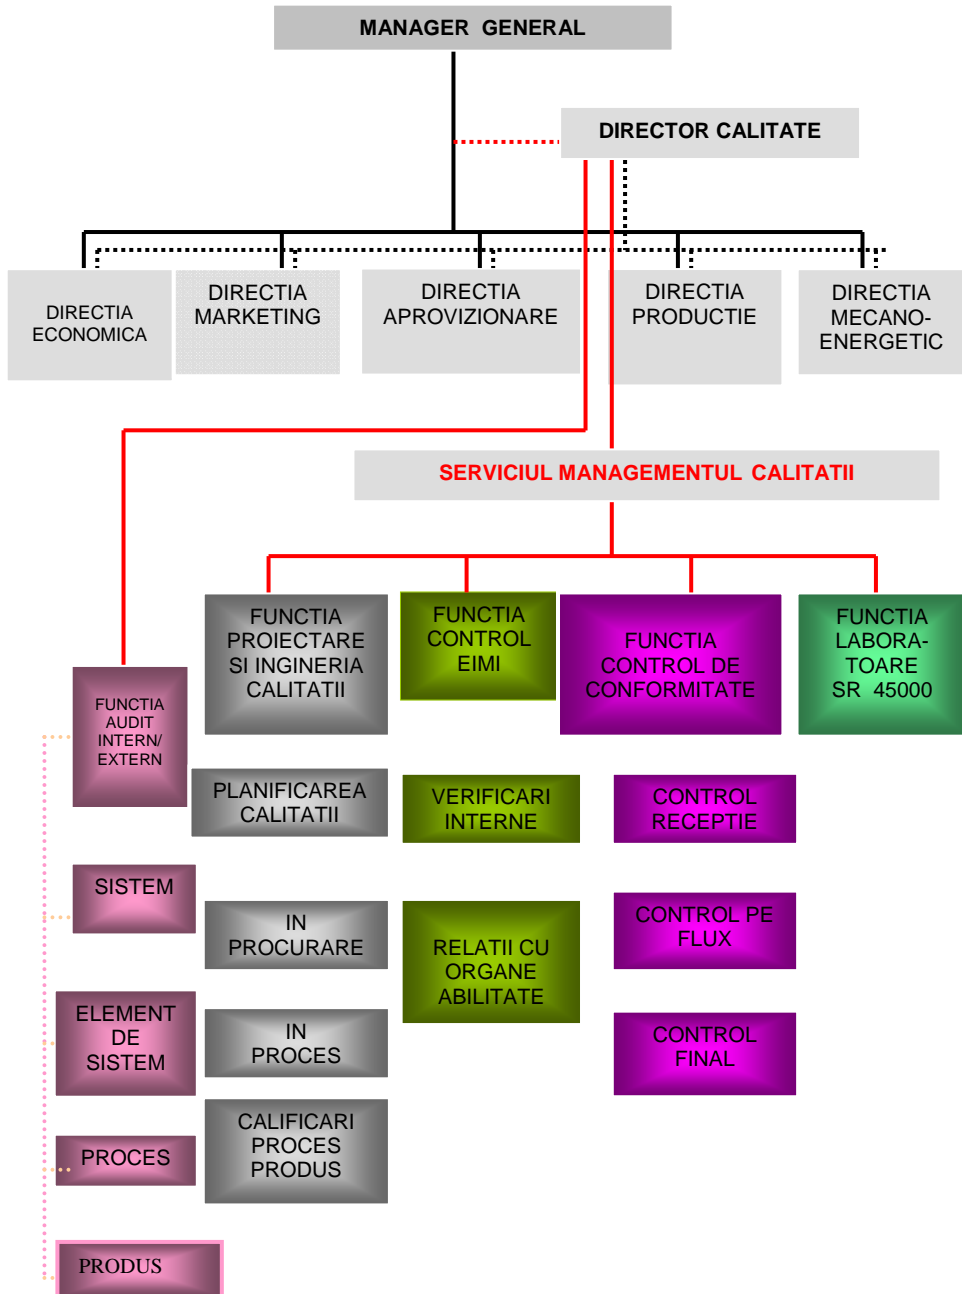 MANAGER GENERAL
DIRECTOR CALITATE
DIRECTIA
ECONOMICA
DIRECTIA
MARKETING
DIRECTIA
APROVIZIONARE
DIRECTIA
PRODUCTIE
DIRECTIA
MECANO-
ENERGETIC
SERVICIUL MANAGEMENTUL CALITATII
FUNCTIA
AUDIT
INTERN/
EXTERN
FUNCTIA
PROIECTARE
SI INGINERIA
CALITATII
FUNCTIA
CONTROL
EIMI
FUNCTIA
CONTROL DE
CONFORMITATE
FUNCTIA
LABORA-
TOARE
SR 45000
PLANIFICAREA
CALITATII
VERIFICARI
INTERNE
CONTROL
RECEPTIE
SISTEM
IN
PROCURARE
RELATII CU
ORGANE
ABILITATE
CONTROL PE
FLUX
ELEMENT
DE
SISTEM
IN
PROCES
CONTROL
FINAL
PROCES
CALIFICARI
PROCES
PRODUS
PRODUS